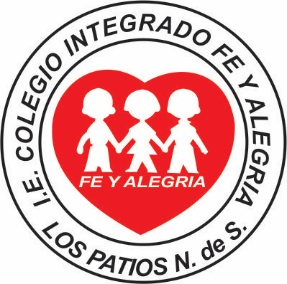 I.E. COLEGIO INTEGRADO FE Y ALEGRIA
FE Y ALEGRIA
LOS PATIOS N. de S.